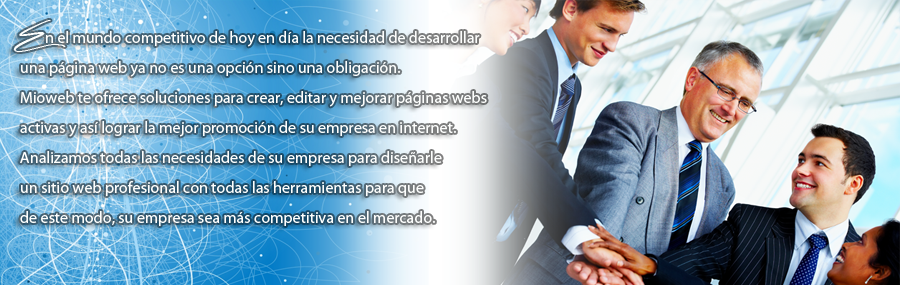 En el mundo competitivo de hoy en día la necesidad de desarrollar
una página web ya no es una opción sino una obligación.
Mioweb te ofrece soluciones para crear, editar y mejorar páginas webs
activas y así lograr la mejor promoción de su empresa en internet.
Analizamos todas las necesidades de su empresa para diseñarle
un sitio web profesional con todas las herramientas para que
de este modo, su empresa sea más competitiva en el mercado.